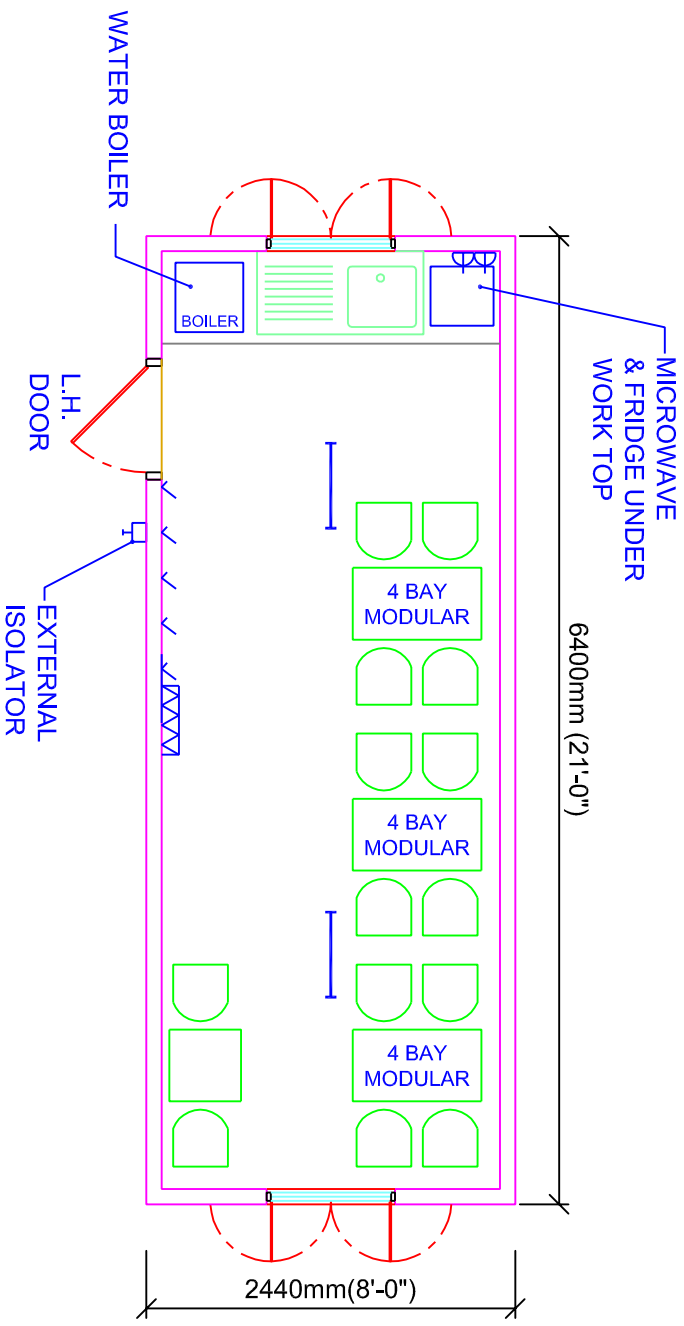 WATER BOILER
BOILER
MICROWAVE
& FRIDGE UNDER
WORK TOP
L.H.
DOOR
EXTERNAL
ISOLATOR
4 BAY
MODULAR
4 BAY
MODULAR
4 BAY
MODULAR
6400mm (21'-0")
2440mm(8'-0")